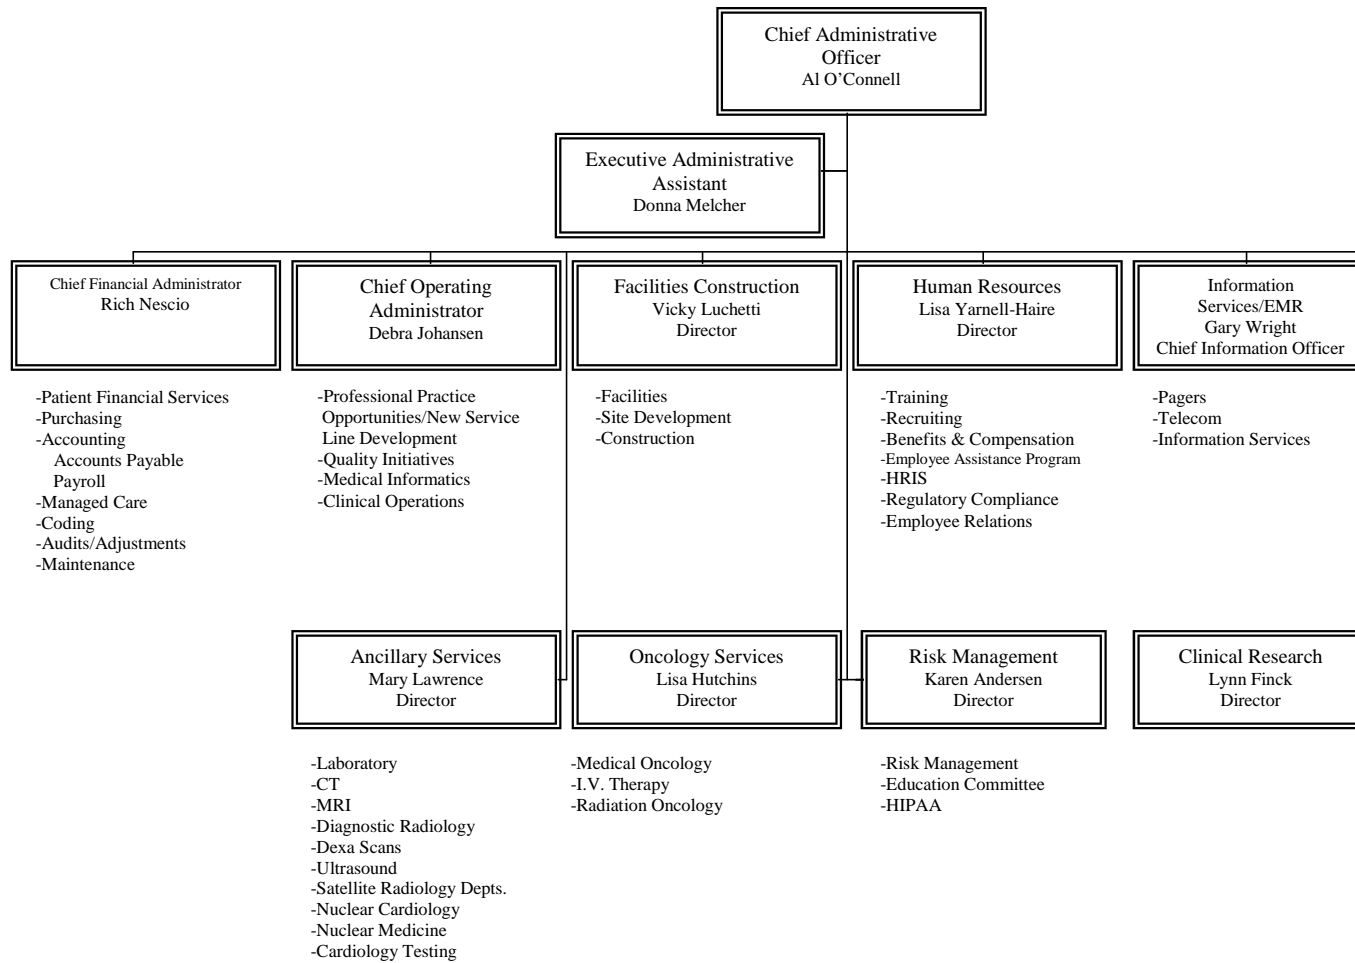 Chief Administrative
Officer
Al O’Connell
Executive Administrative
Assistant
Donna Melcher
Chief Financial Administrator
Rich Nescio
Chief Operating
Administrator
Debra Johansen
Facilities Construction
Vicky Luchetti
Director
Human Resources
Lisa Yarnell-Haire
Director
Information
Services/EMR
Gary Wright
Chief Information Officer
-Patient Financial Services
-Purchasing
-Accounting
Accounts Payable
Payroll
-Managed Care
-Coding
-Audits/Adjustments
-Maintenance
-Professional Practice
Opportunities/New Service
Line Development
-Quality Initiatives
-Medical Informatics
-Clinical Operations
-Facilities
-Site Development
-Construction
-Training
-Recruiting
-Benefits & Compensation
-Employee Assistance Program
-HRIS
-Regulatory Compliance
-Employee Relations
-Pagers
-Telecom
-Information Services
Ancillary Services
Mary Lawrence
Director
Oncology Services
Lisa Hutchins
Director
Risk Management
Karen Andersen
Director
Clinical Research
Lynn Finck
Director
-Laboratory
-CT
-MRI
-Diagnostic Radiology
-Dexa Scans
-Ultrasound
-Satellite Radiology Depts.
-Nuclear Cardiology
-Nuclear Medicine
-Cardiology Testing
-Medical Oncology
-I.V. Therapy
-Radiation Oncology
-Risk Management
-Education Committee
-HIPAA